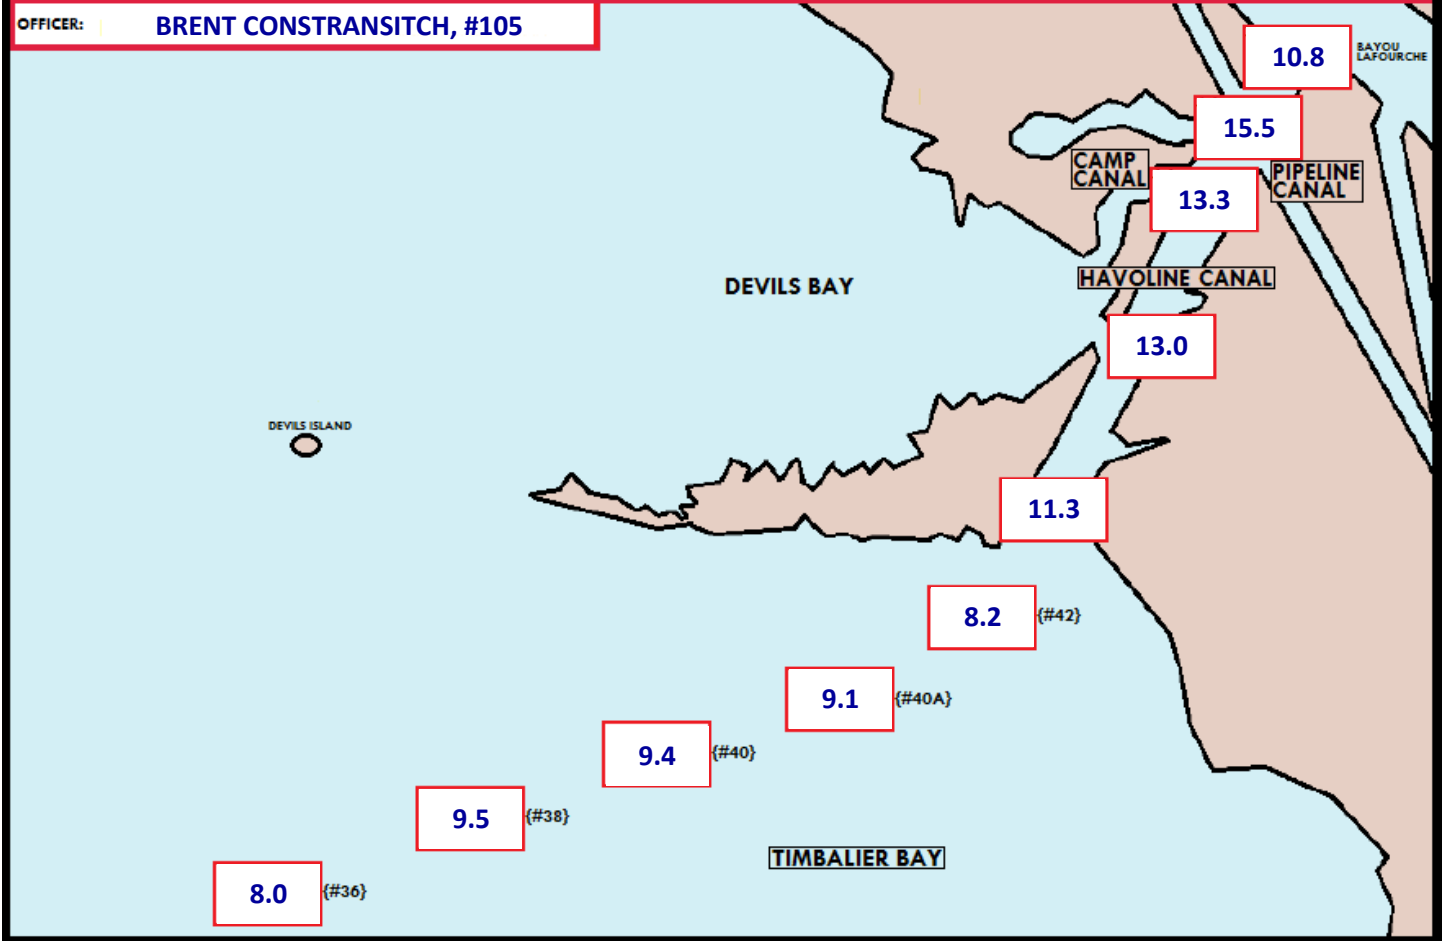 OFFICER: BRENT CONSTRANSITCH, #105
10.8
BAYOU
LAFOURCHE
15.5
CAMP
CANAL
PIPELINE
CANAL
13.3
HAVOLINE CANAL
DEVILS BAY
13.0
DEVILS ISLAND
11.3
8.2 {#42}
9.1 {#40A}
9.4 {#40}
9.5 {#38}
TIMBALIER BAY
8.0 {#36}